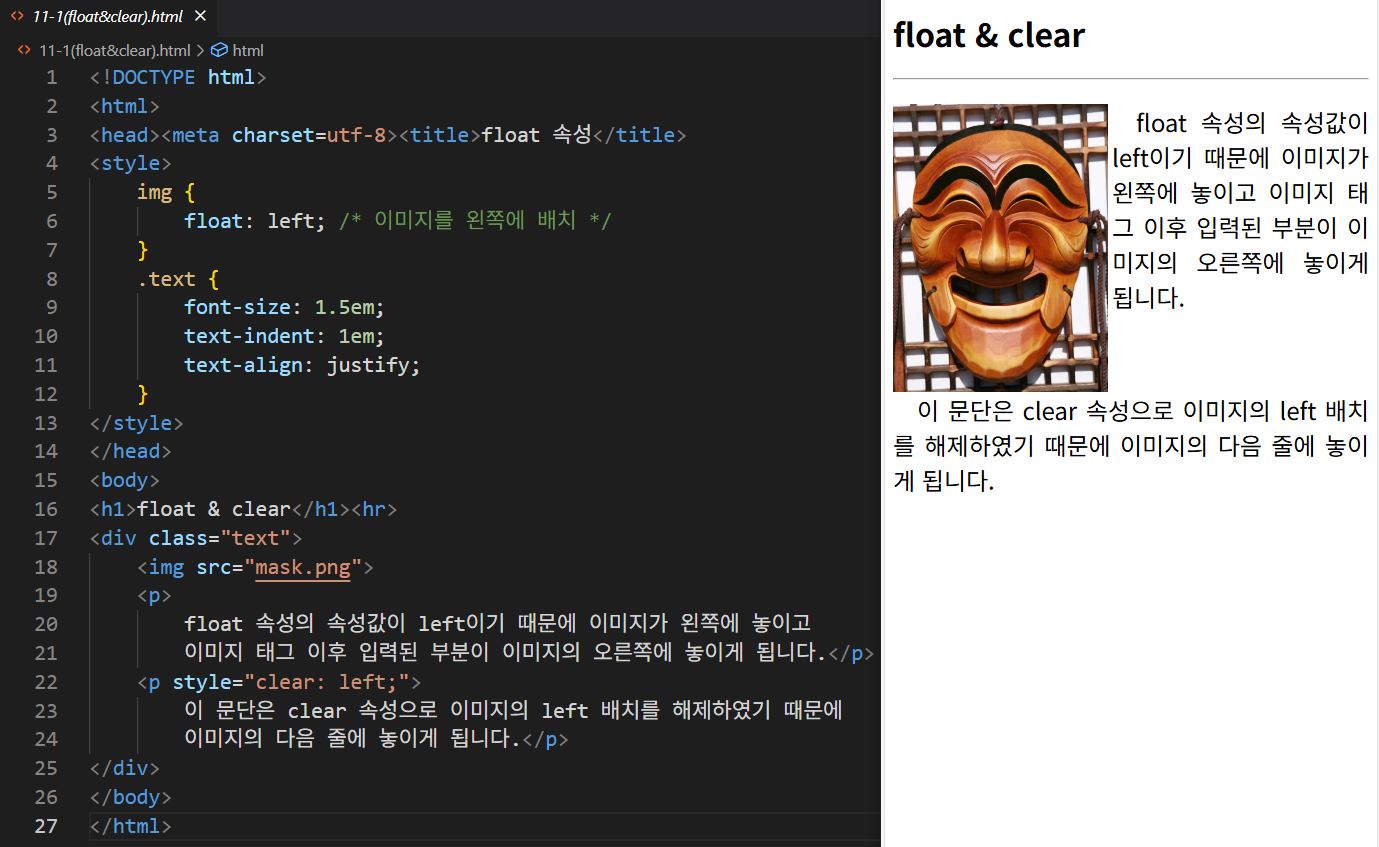 11-1(float&clear).html
11-1(float&clear).html > html
1 <!DOCTYPE html>
2 <html>
3 <head><meta charset=utf-8><title>float 속성</title>
4 <style>
5 img {
6 float: left; /* 이미지를 왼쪽에 배치 */
7 }
8 .text {
9 font-size: 1.5em;
10 text-indent: 1em;
11 text-align: justify;
12 }
13 </style>
14 </head>
15 <body>
16 <h1>float & clear</h1><hr>
17 <div class="text">
18 <img src="mask.png">
19 <p>
20 float 속성의 속성값이 left이기 때문에 이미지가 왼쪽에 놓이고
21 이미지 태그 이후 입력된 부분이 이미지의 오른쪽에 놓이게 됩니다.</p>
22 <p style="clear: left;">
23 이 문단은 clear 속성으로 이미지의 left 배치를 해제하였기 때문에
24 이미지의 다음 줄에 놓이게 됩니다.</p>
25 </div>
26 </body>
27 </html>
float & clear
float 속성의 속성값이
left이기 때문에 이미지가
왼쪽에 놓이고 이미지 태
그 이후 입력된 부분이 이
미지의 오른쪽에 놓이게
됩니다.
이 문단은 clear 속성으로 이미지의 left 배치
를 해제하였기 때문에 이미지의 다음 줄에 놓이
게 됩니다.